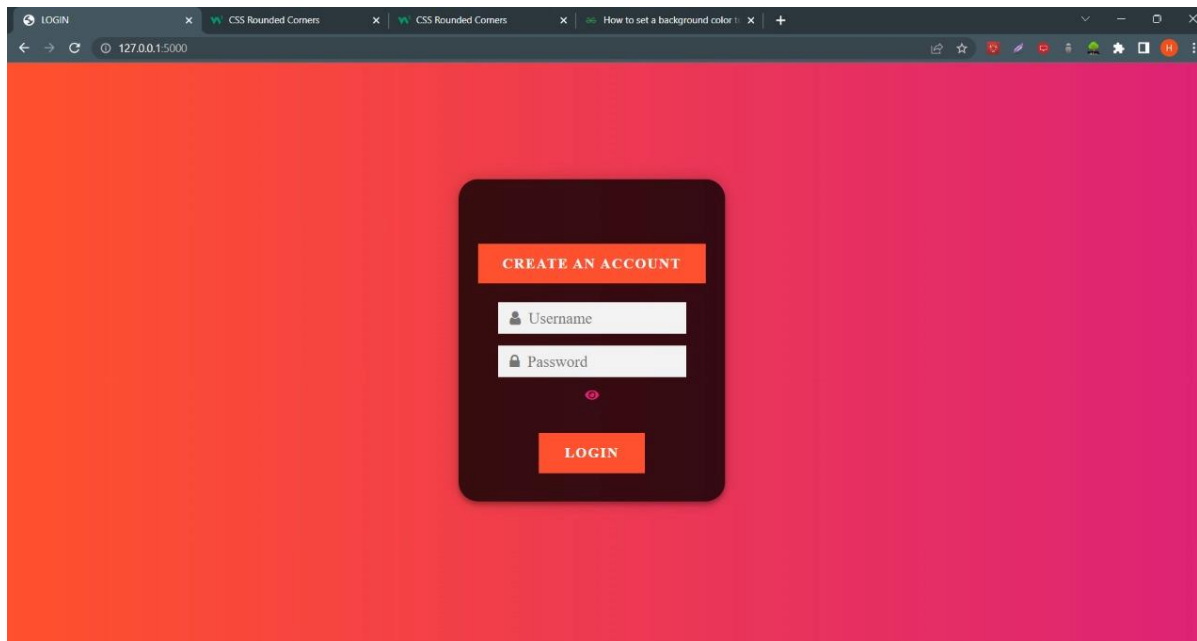 LOGIN
CSS Rounded Corners
CSS Rounded Corners
How to set a background color
127.0.0.1:5000
H
CREATE AN ACCOUNT
Username
Password
LOGIN